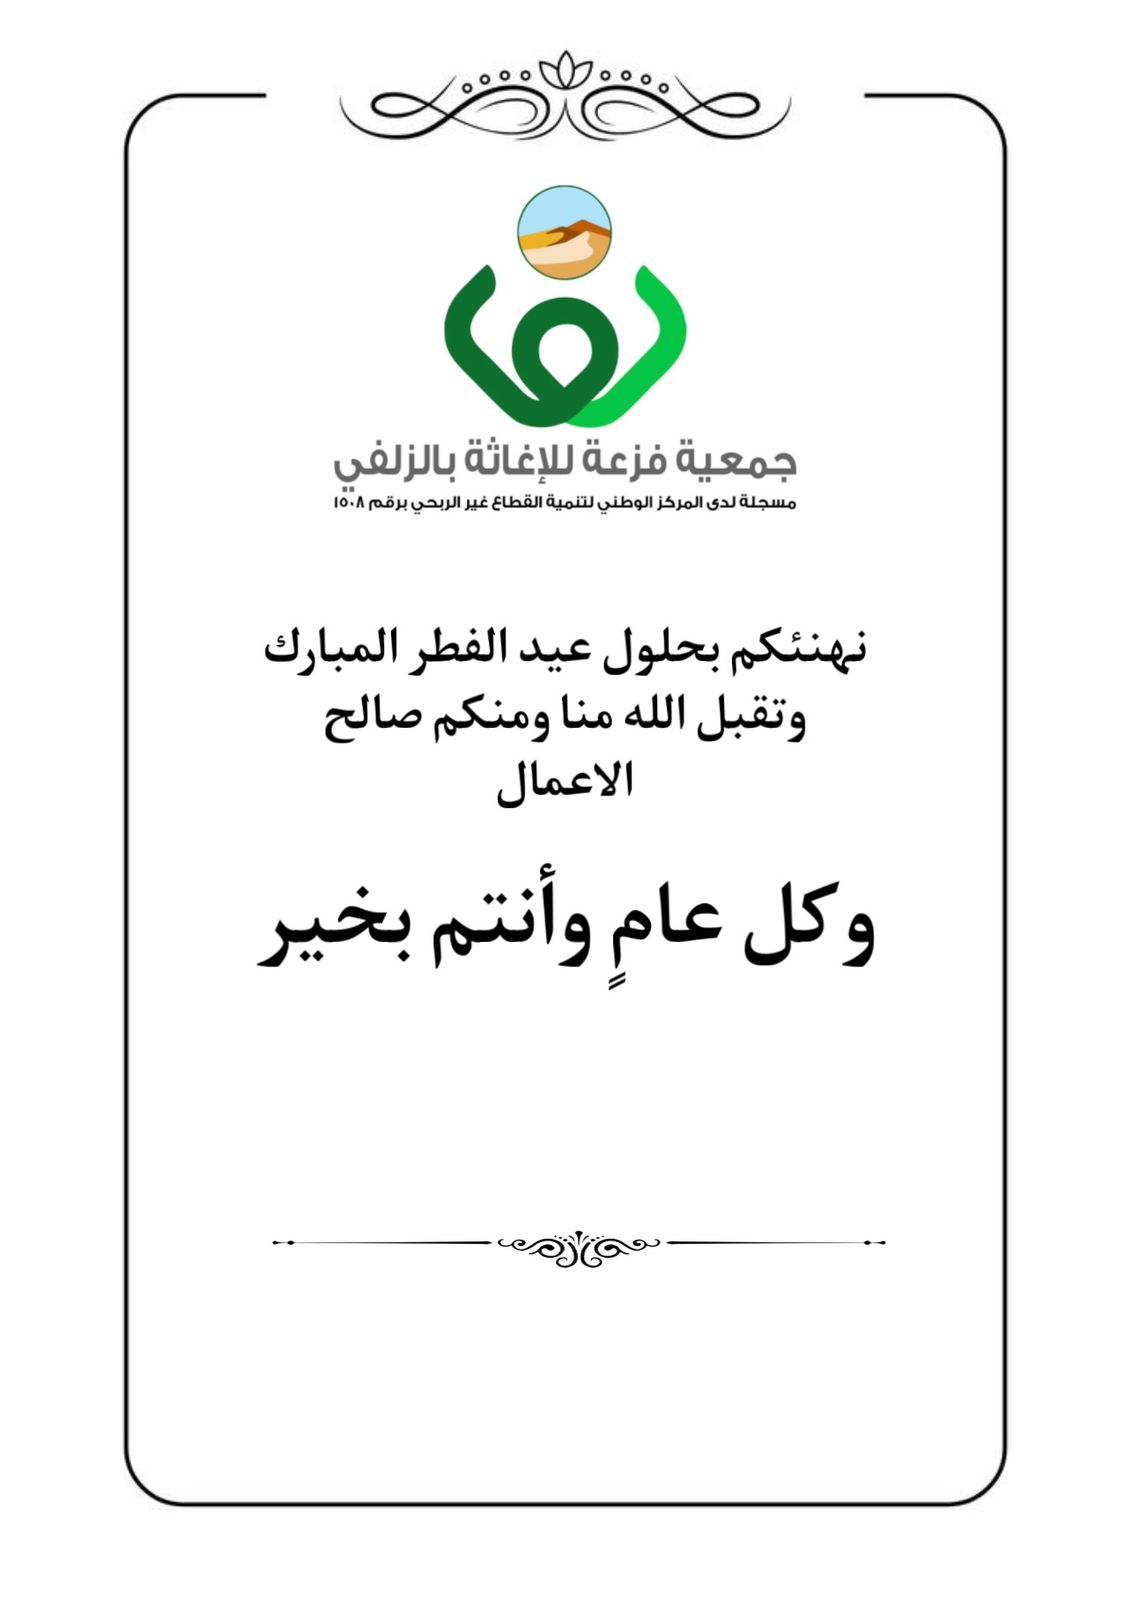 جمعية فزعة للإغاثة بالزلفي
مسجلة لدى المركز الوطني لتنمية القطاع غير الربحي برقم ١٥٠٨
نهنئكم بحلول عيد الفطر المبارك
وتقبل الله منا ومنكم صالح
الاعمال
وكل عامٍ وأنتم بخير